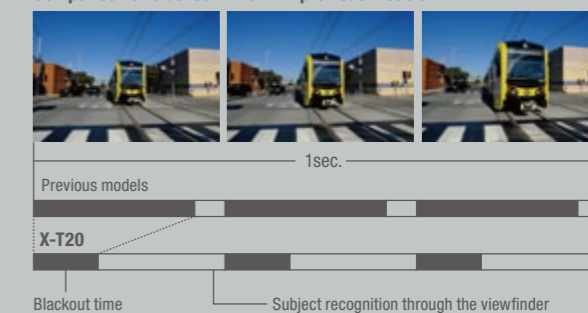 1sec.
Previous models
X-T20
Blackout time
Subject recognition through the viewfinder